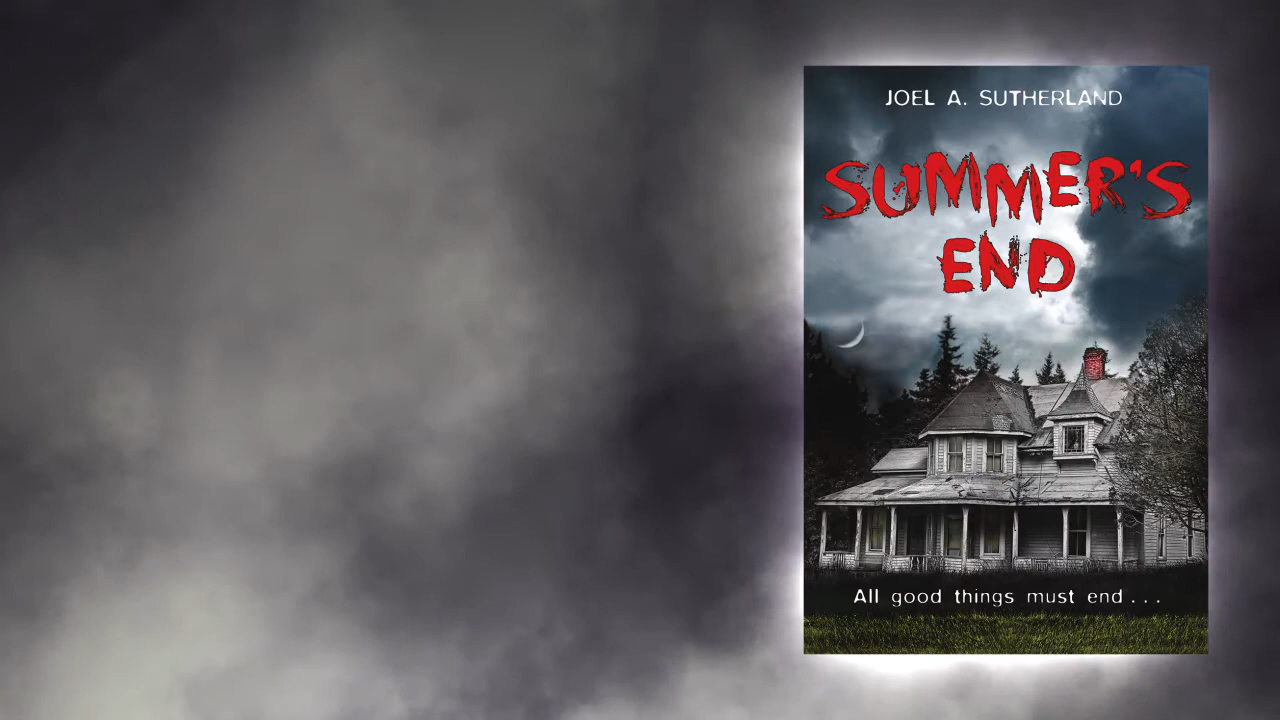 JOEL A. SUTHERLAND
SUMMER'S
END
All good things must end . . .